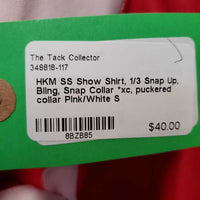 The Tack Collector
348818-117
HKM SS Show Shirt, 1/3 Snap Up,
Bling, Snap Collar *xc, puckered
collar Pink/White S
8BZB85
$40.00